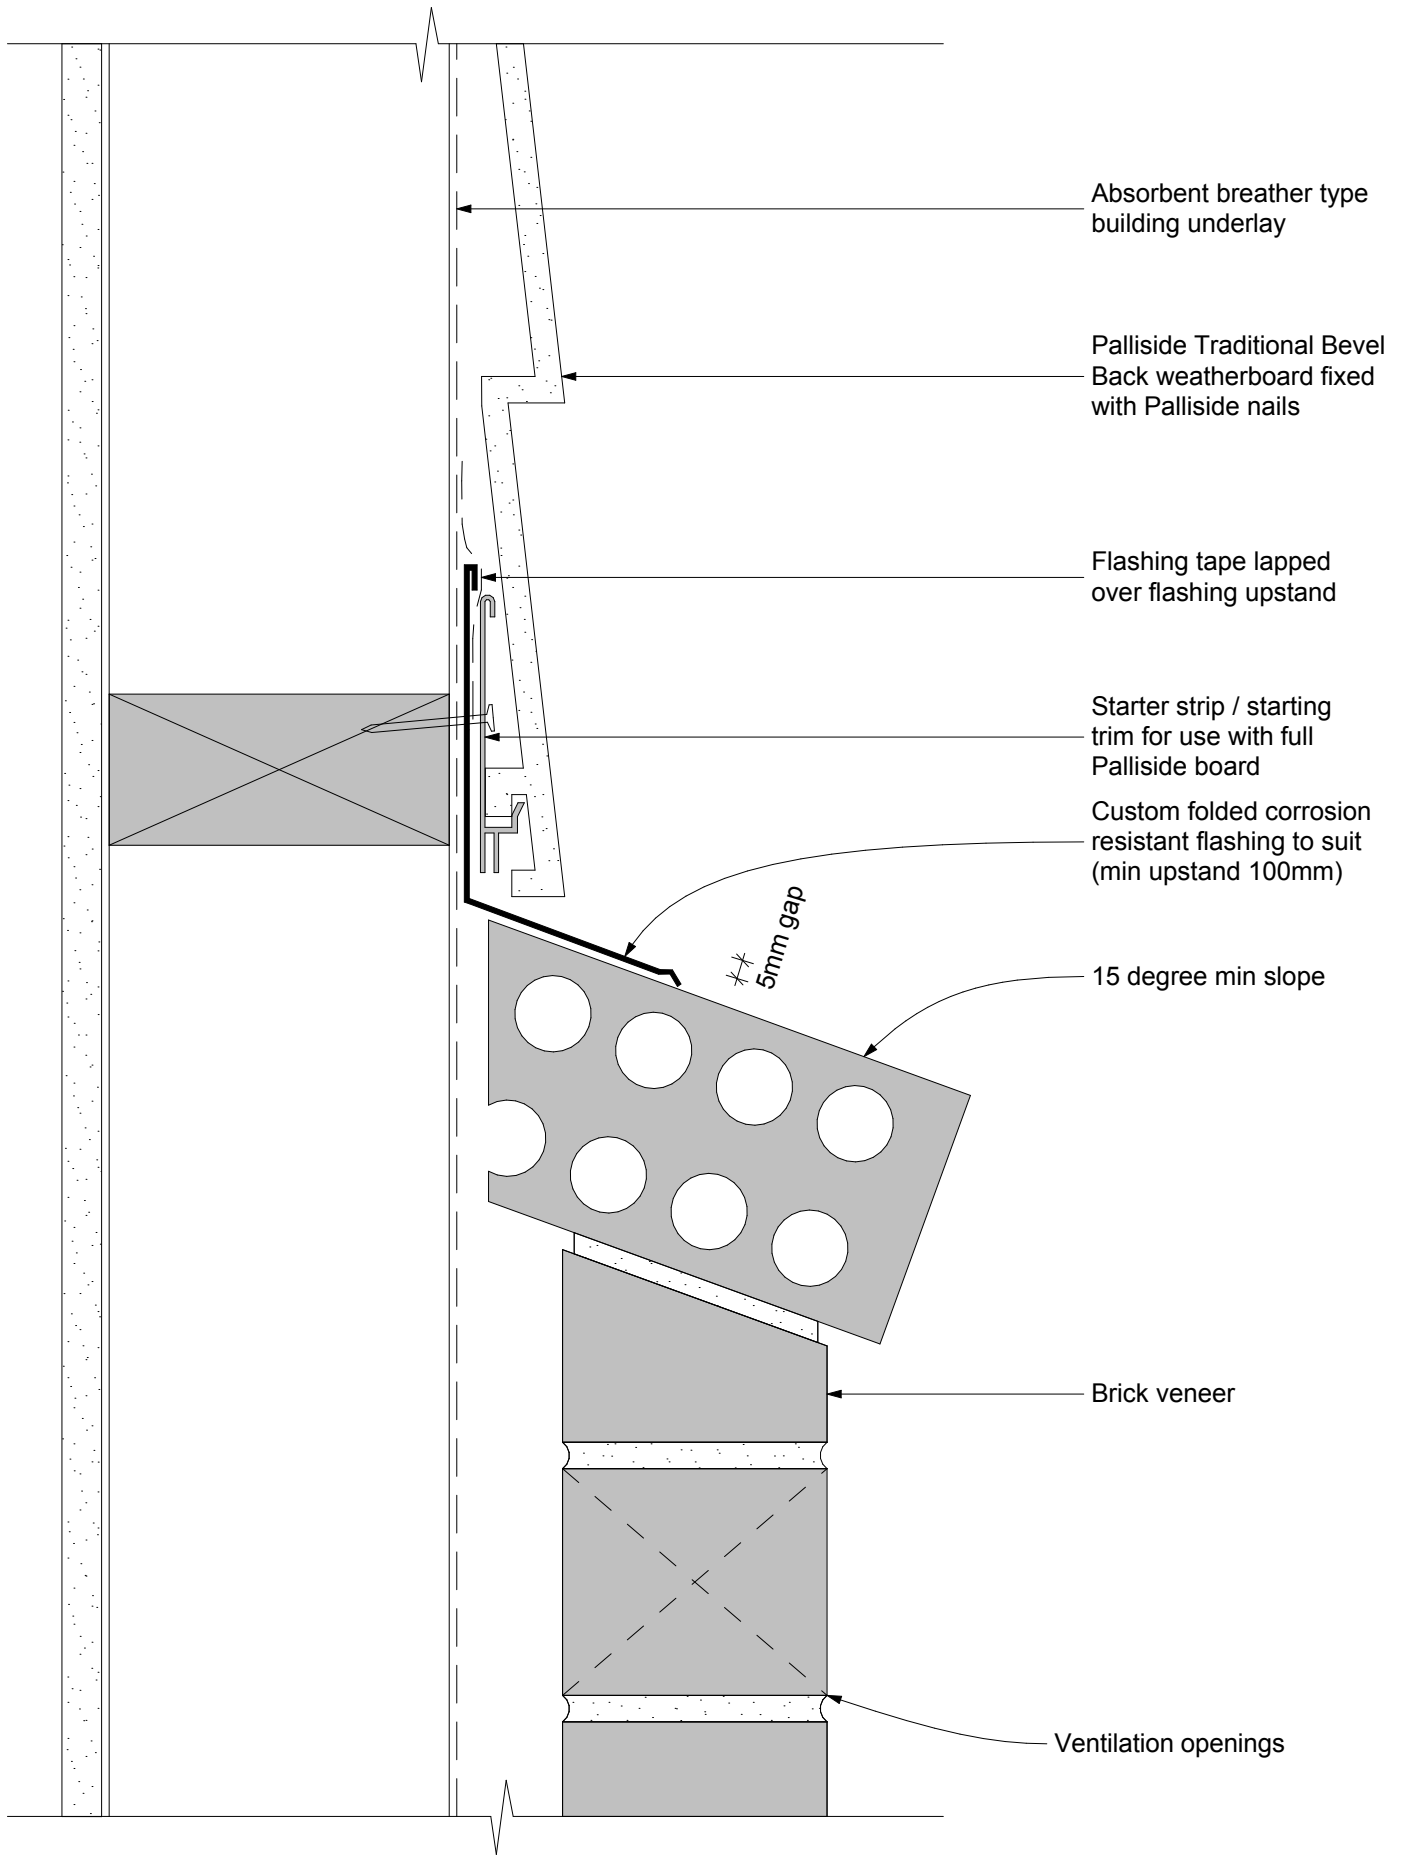 Absorbent breather type
building underlay
Palliside Traditional Bevel
Back weatherboard fixed
with Palliside nails
Flashing tape lapped
over flashing upstand
Starter strip / starting
trim for use with full
Palliside board
Custom folded corrosion
resistant flashing to suit
(min upstand 100mm)
5mm gap
15 degree min slope
Brick veneer
Ventilation openings